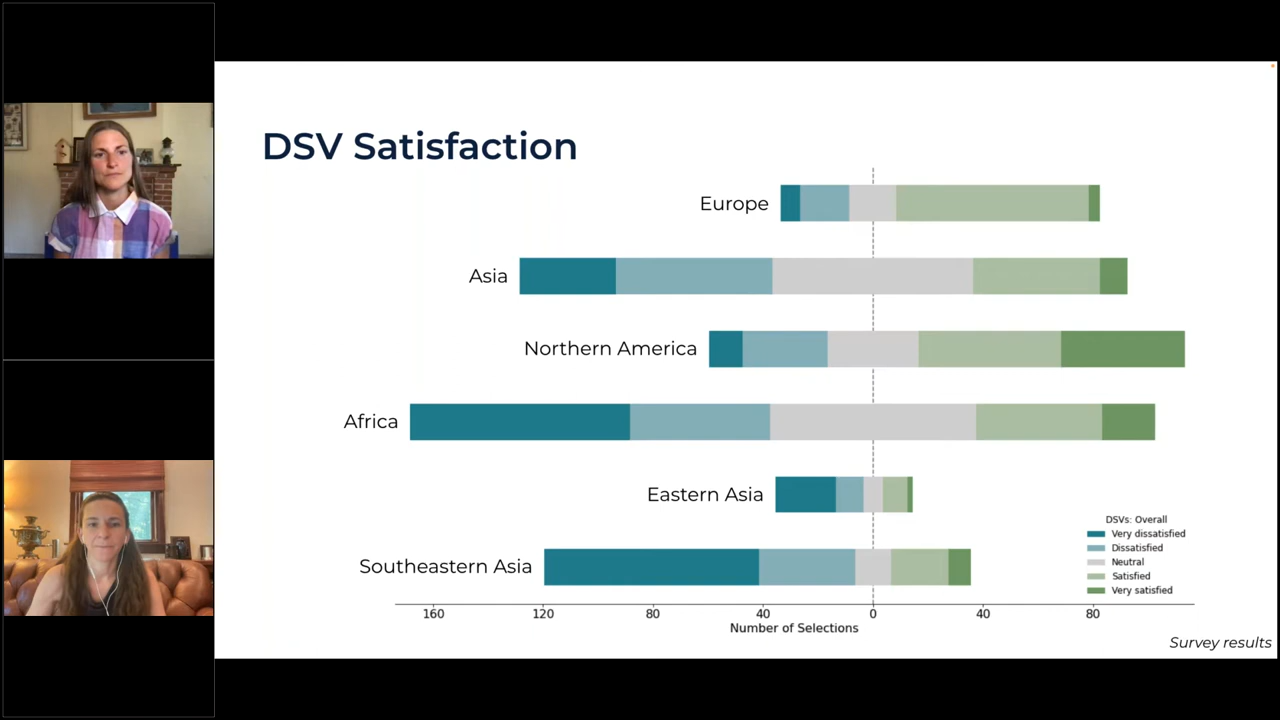 DSV Satisfaction
Europe
Asia
Northern America
Africa
Eastern Asia
Southeastern Asia
DSVs: Overall
Very dissatisfied
Dissatisfied
Neutral
Satisfied
Very satisfied
160 120 80 40 0 40 80
Number of Selections
Survey results